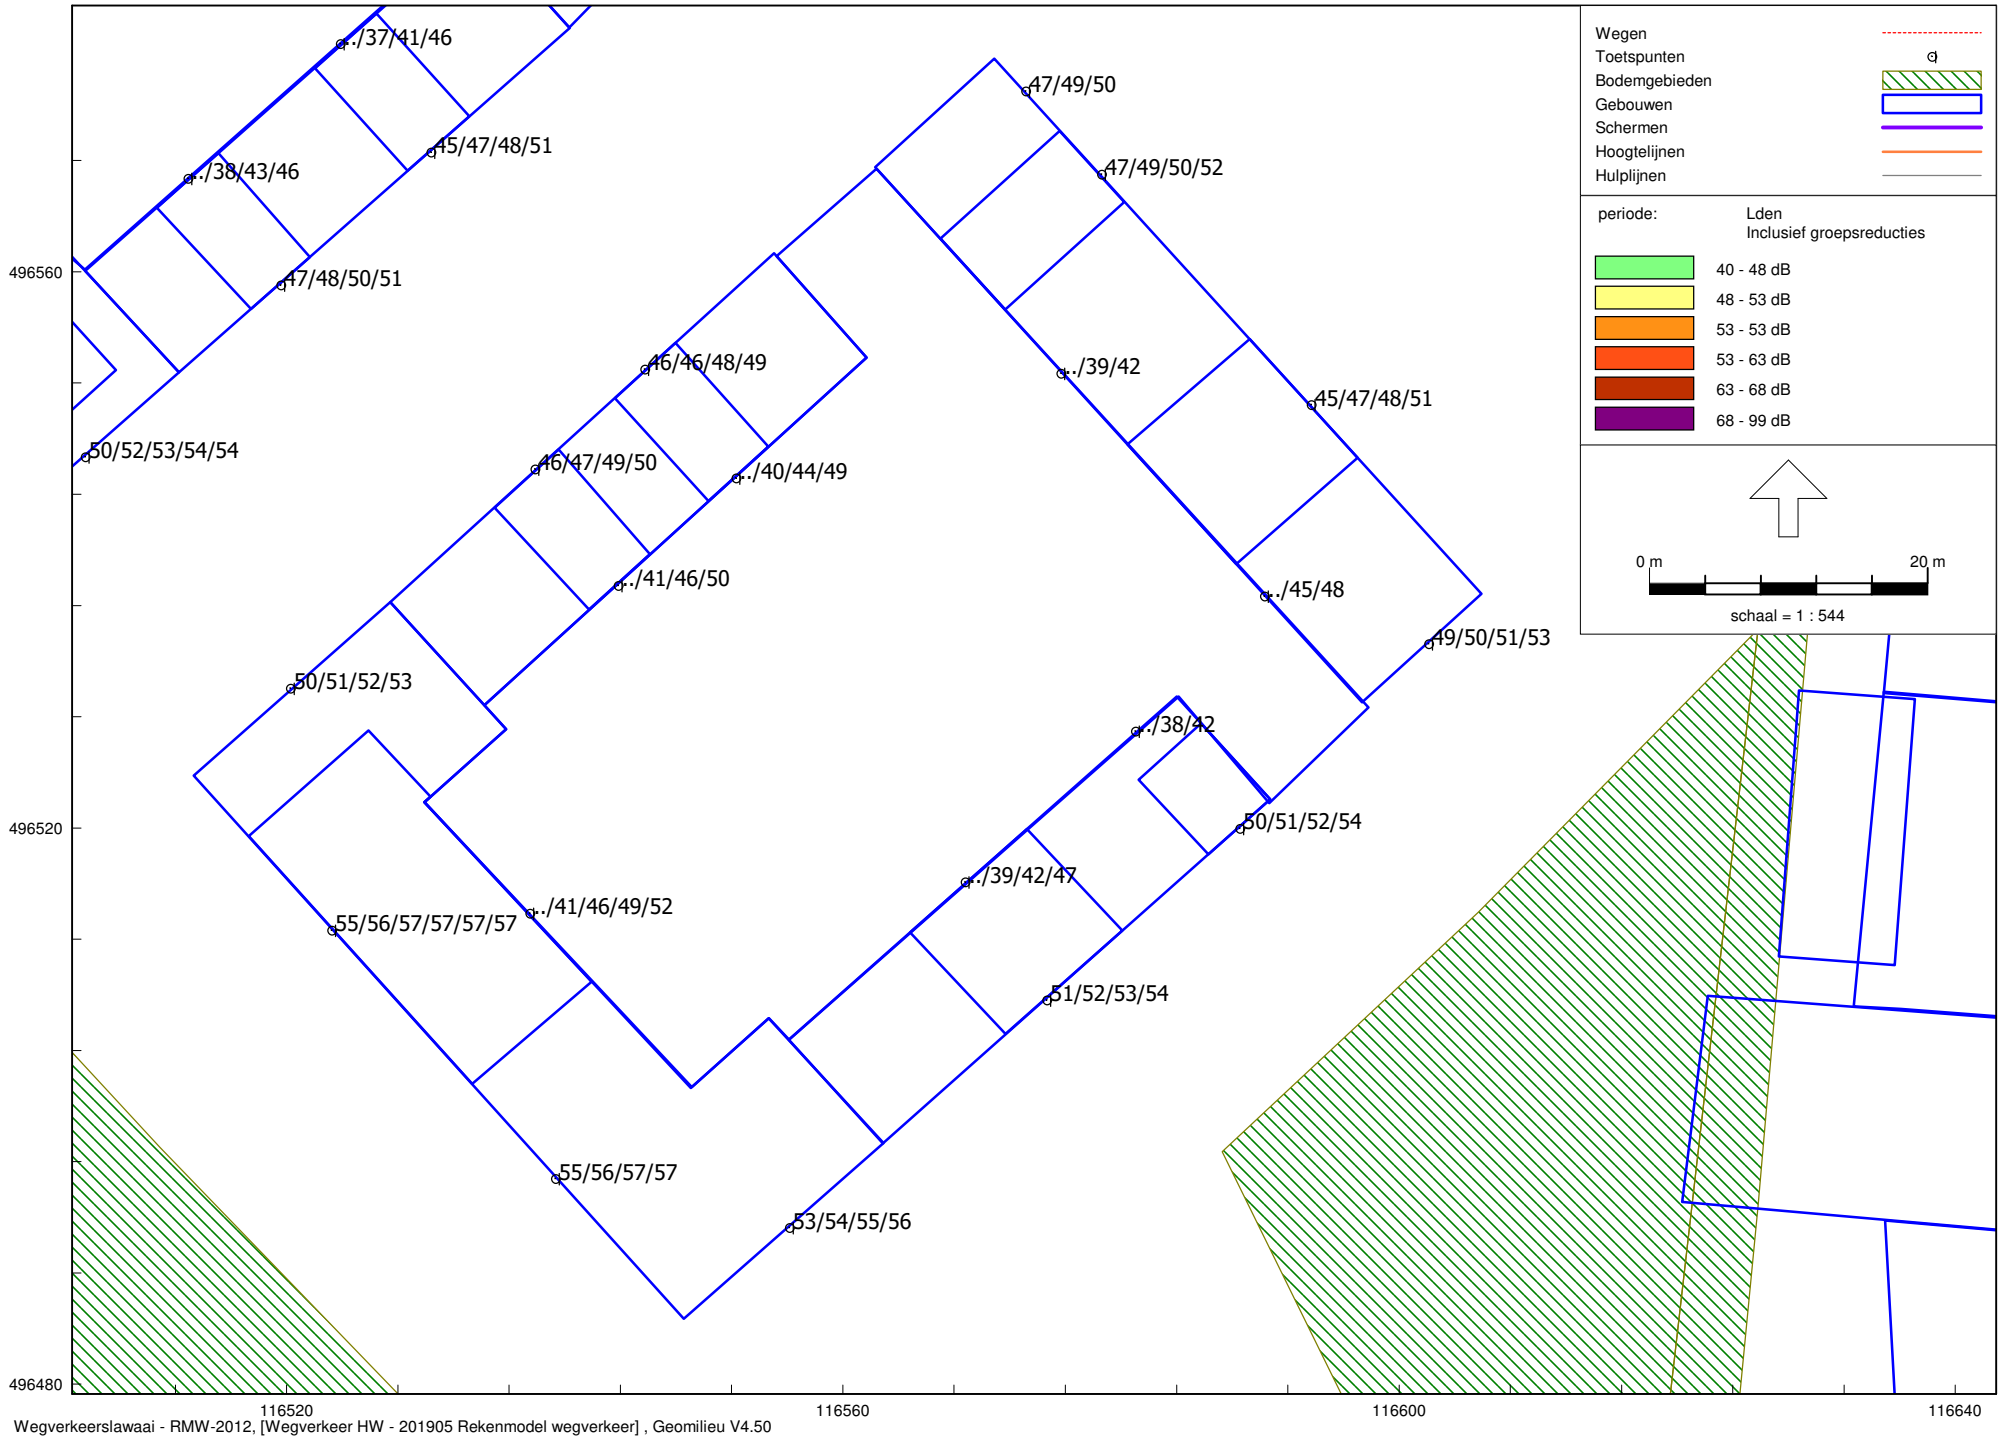 ../37/41/46
47/49/50
45/47/48/51
../38/43/46
47/49/50/52
47/48/50/51
46/46/48/49
../39/42
45/47/48/51
50/52/53/54/54
46/47/49/50
../40/44/49
../41/46/50
../45/48
49/50/51/53
50/51/52/53
../38/42
50/51/52/54
../39/42/47
../41/46/49/52
55/56/57/57/57/57
51/52/53/54
55/56/57/57
53/54/55/56
Wegen
Toetspunten
Bodemgebieden
Gebouwen
Schermen
Hoogtelijnen
Hulplijnen
periode: Lden
Inclusief groepsreducties
40 - 48 dB
48 - 53 dB
53 - 53 dB
53 - 63 dB
63 - 68 dB
68 - 99 dB
0 m 20 m
schaal = 1 : 544
496560
496520
496480
116520 116560 116600 116640
Wegverkeerslawaai - RMW-2012, [Wegverkeer HW - 201905 Rekenmodel wegverkeer] , Geomilieu V4.50